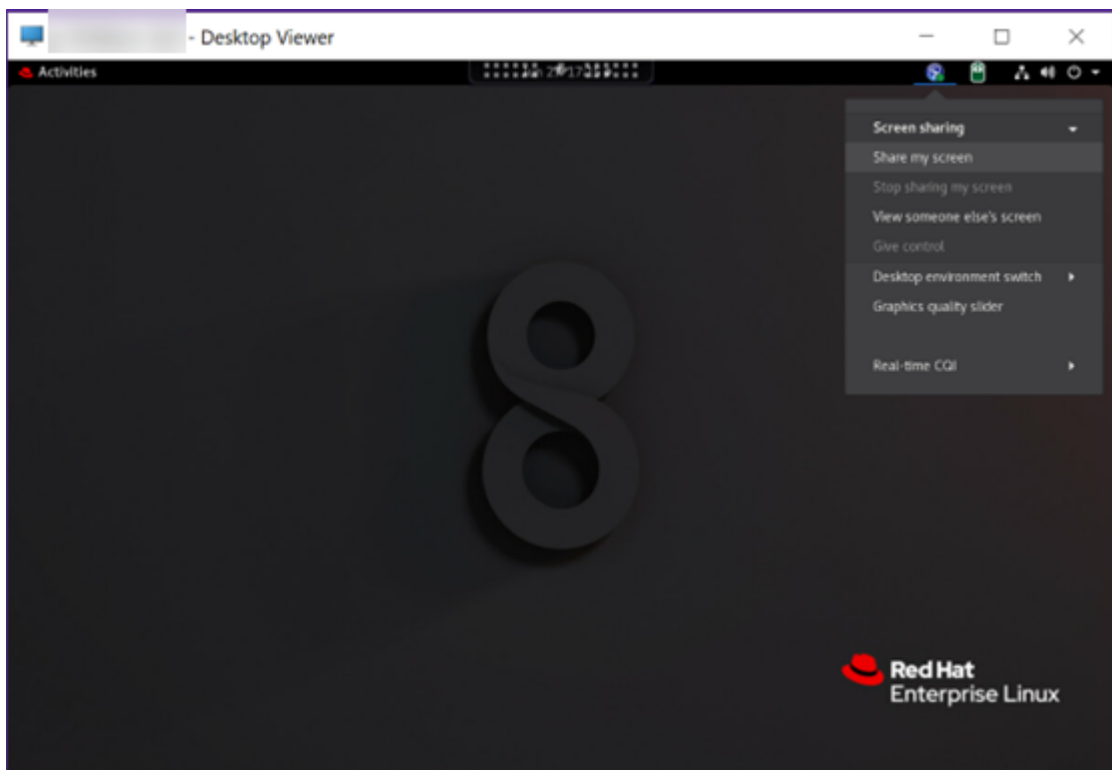 - Desktop Viewer
Activities
Screen sharing
Share my screen
Stop sharing my screen
View someone else's screen
Give control
Desktop environment switch
Graphics quality slider
Real-time CQI
8
Red Hat
Enterprise Linux